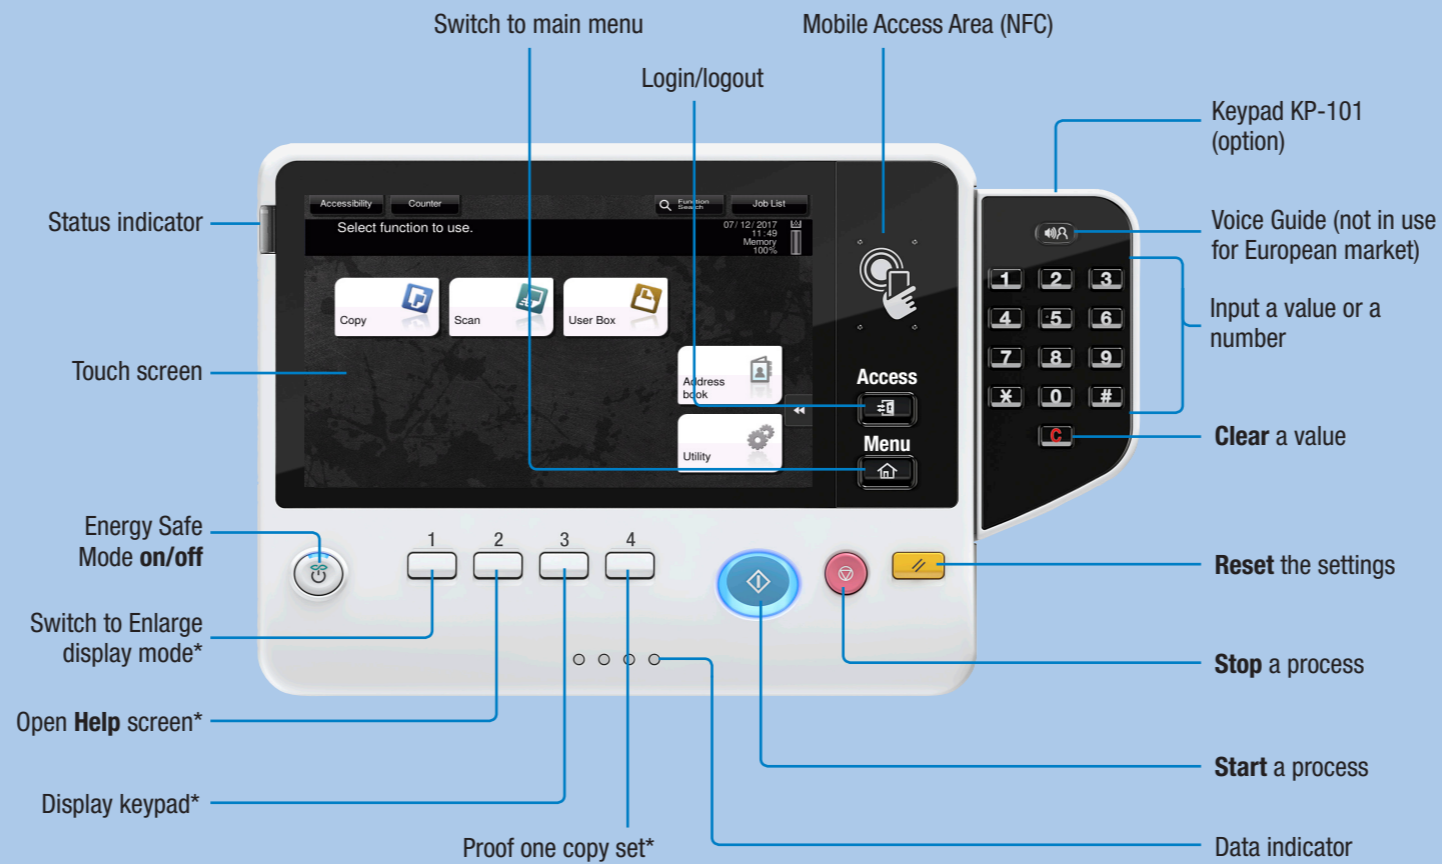 Switch to main menu
Mobile Access Area (NFC)
Login/logout
Keypad KP-101
(option)
Status indicator
Voice Guide (not in use
for European market)
Input a value or a
number
Touch screen
Clear a value
Energy Safe
Mode on/off
Reset the settings
Switch to Enlarge
display mode*
Stop a process
Open Help screen*
Start a process
Display keypad*
Proof one copy set*
Data indicator
Accessibility
Counter
Function
Search
Job List
Select function to use.
07/12/2017
11:49
Memory
100%
Copy
Scan
User Box
Address
book
Utility
Access
Menu
1 2 3
4 5 6
7 8 9
* 0 #
C
1 2 3 4